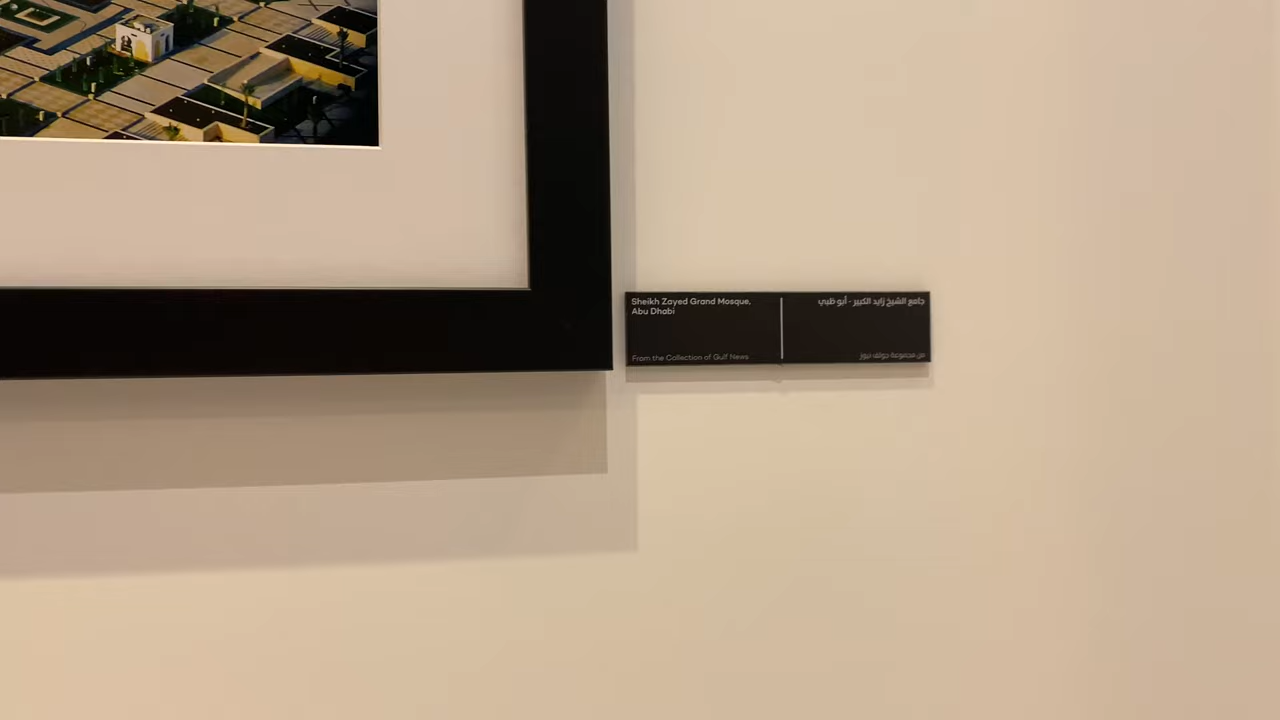 Sheikh Zayed Grand Mosque,
Abu Dhabi
From the Collection of Gulf News
جامع الشيخ زايد الكبير - أبو ظبي
من مجموعة جولف نيوز